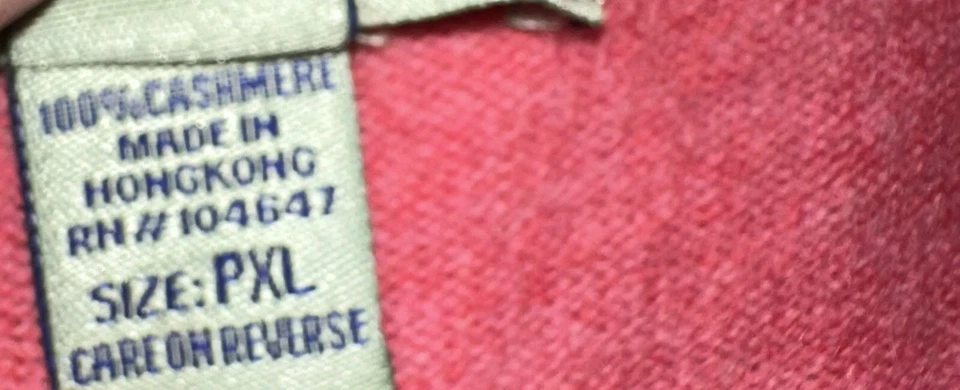 100% CASHMERE
MADE IN
HONGKONG
RN # 104647
SIZE: PXL
CARE ON REVERSE